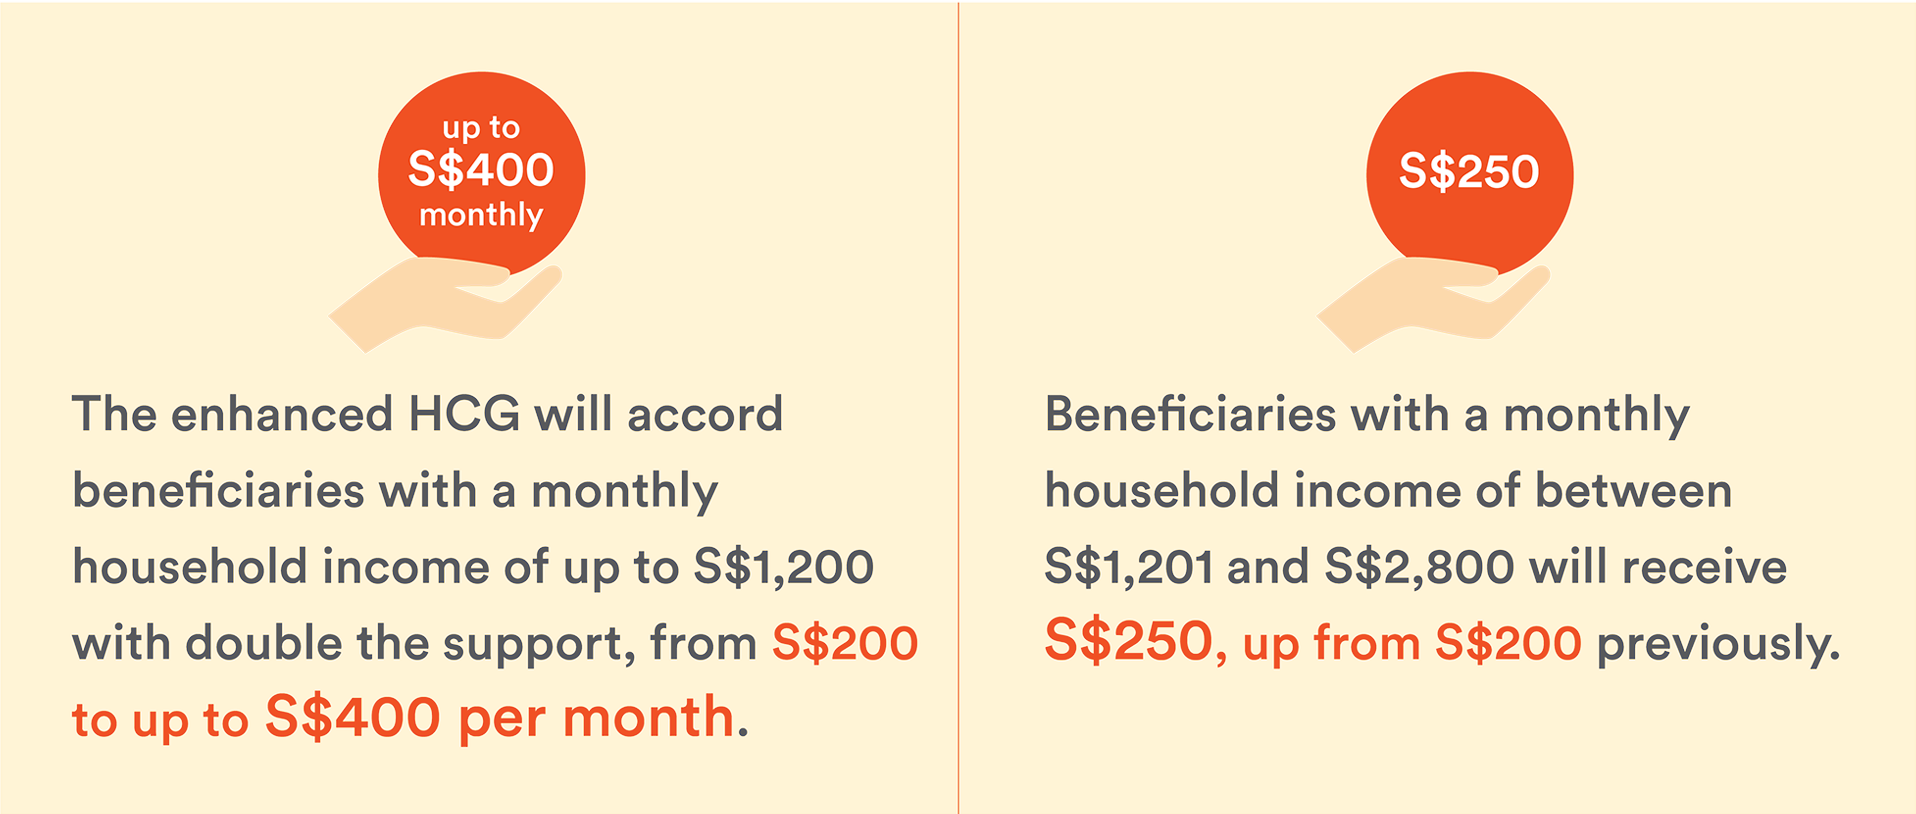 up to
S$400
monthly
The enhanced HCG will accord
beneficiaries with a monthly
household income of up to S$1,200
with double the support, from S$200
to up to S$400 per month.
S$250
Beneficiaries with a monthly
household income of between
S$1,201 and S$2,800 will receive
S$250, up from S$200 previously.